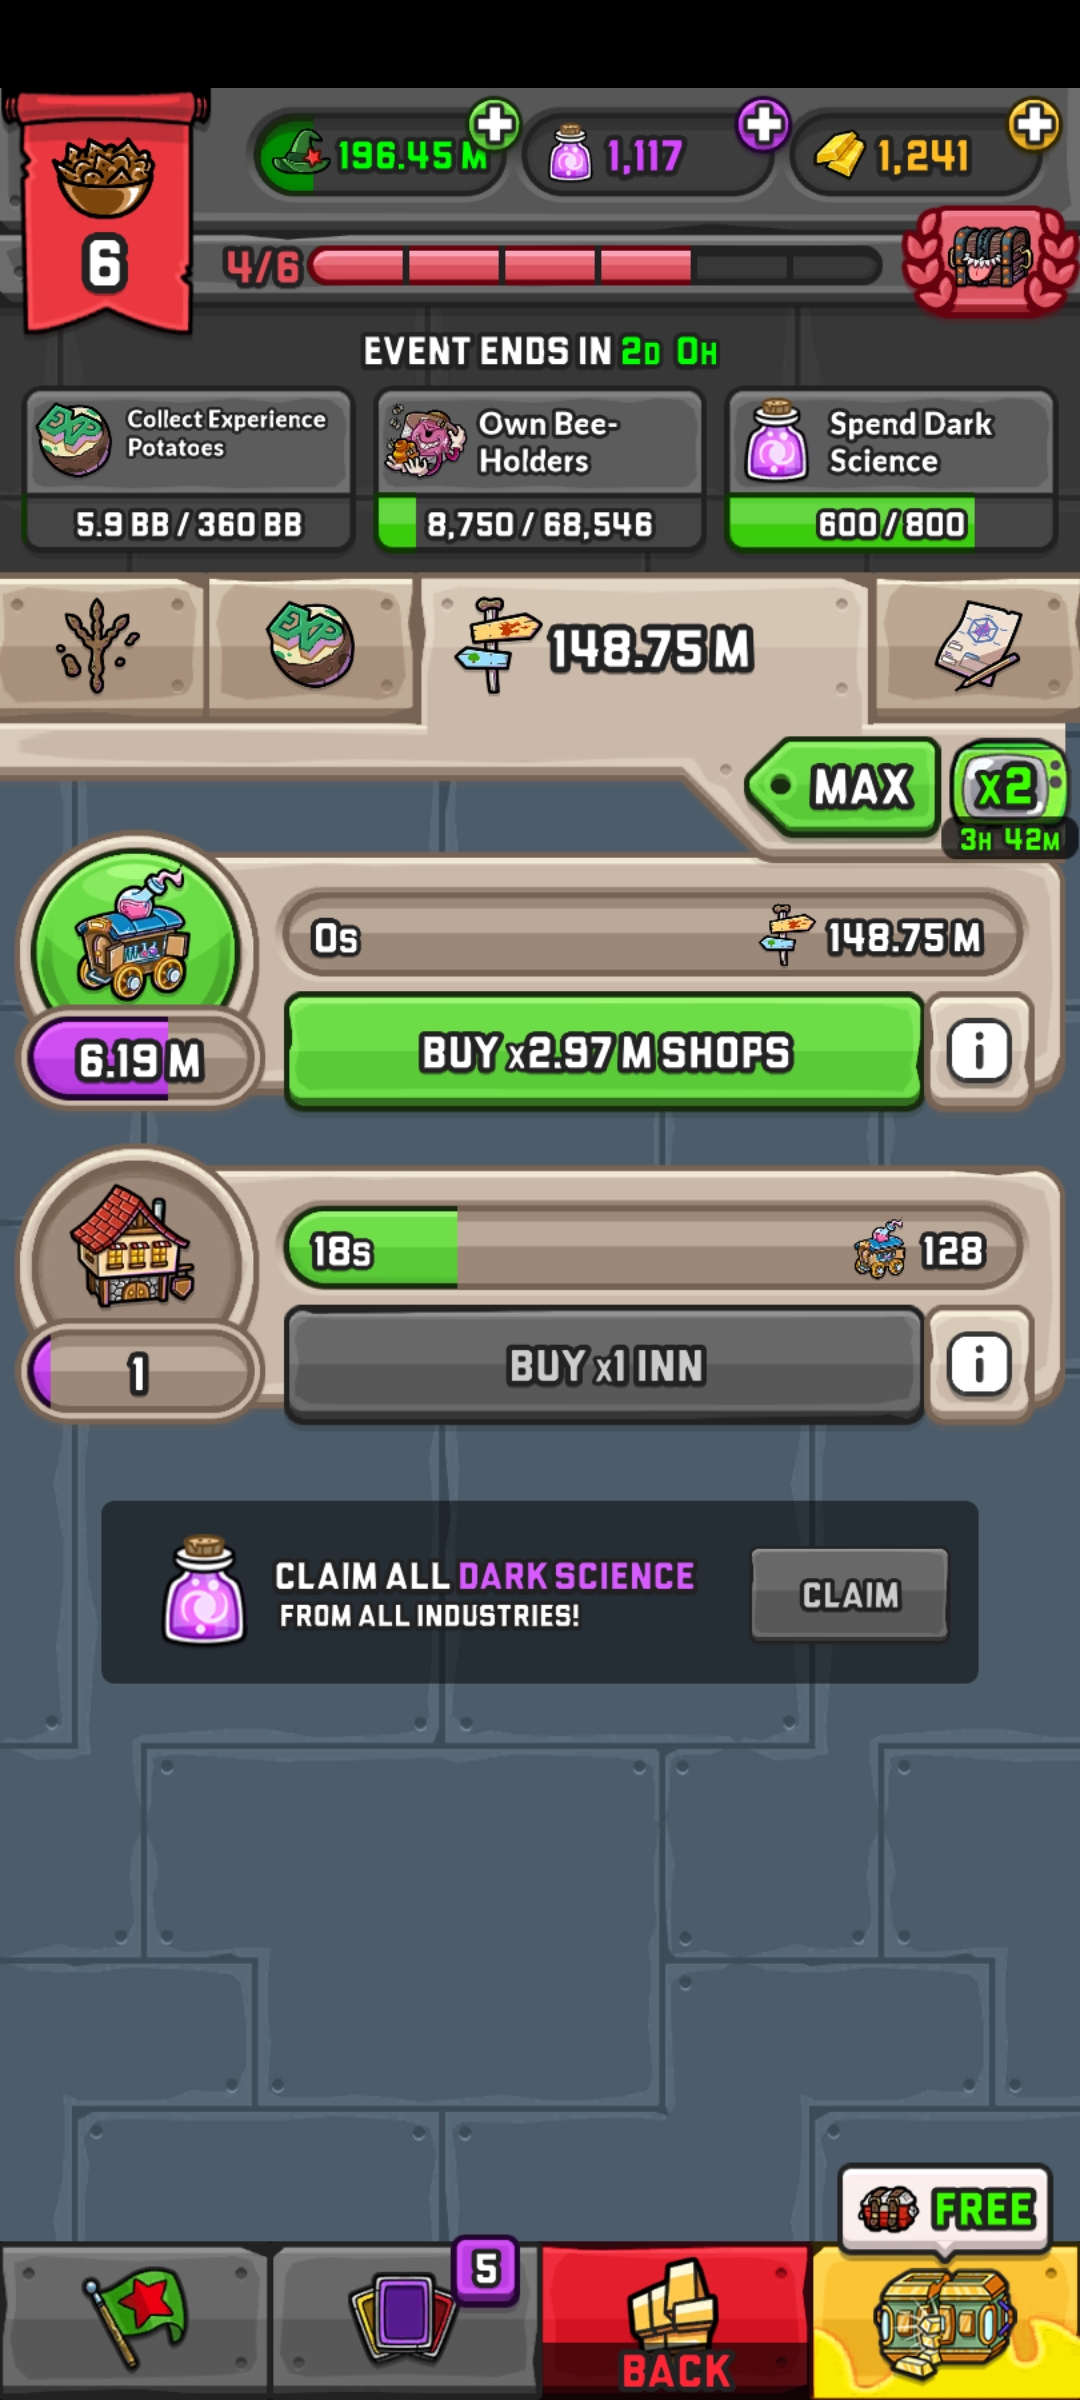 196.45 M
1,117
1,241
6
4/6
EVENT ENDS IN 2D 0H
Collect Experience
Potatoes
5.9 BB / 360 BB
Own Bee-
Holders
8,750 / 68,546
Spend Dark
Science
600 / 800
EXP
EXP
148.75 M
MAX
x2
3H 42M
0s
148.75 M
6.19 M
BUY x2.97 M SHOPS
i
18s
128
1
BUY x1 INN
i
CLAIM ALL DARK SCIENCE
FROM ALL INDUSTRIES!
CLAIM
FREE
5
BACK